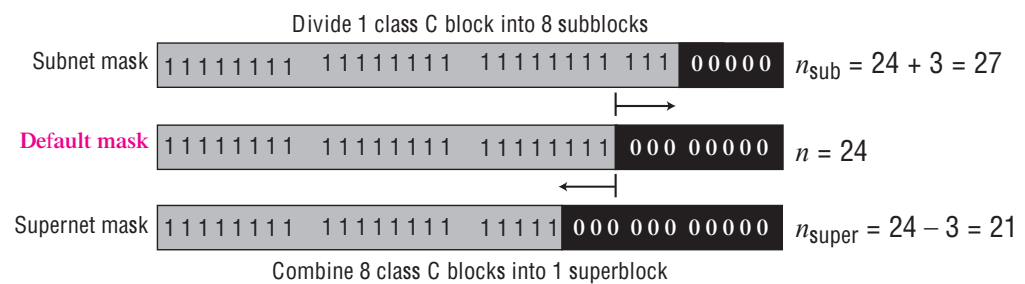 Divide 1 class C block into 8 subblocks
Subnet mask 11111111 11111111 11111111 111 00000 nsub = 24 + 3 = 27
Default mask 11111111 11111111 11111111 000 00000 n = 24
Supernet mask 11111111 11111111 11111 000 000 00000 nsuper = 24 – 3 = 21
Combine 8 class C blocks into 1 superblock